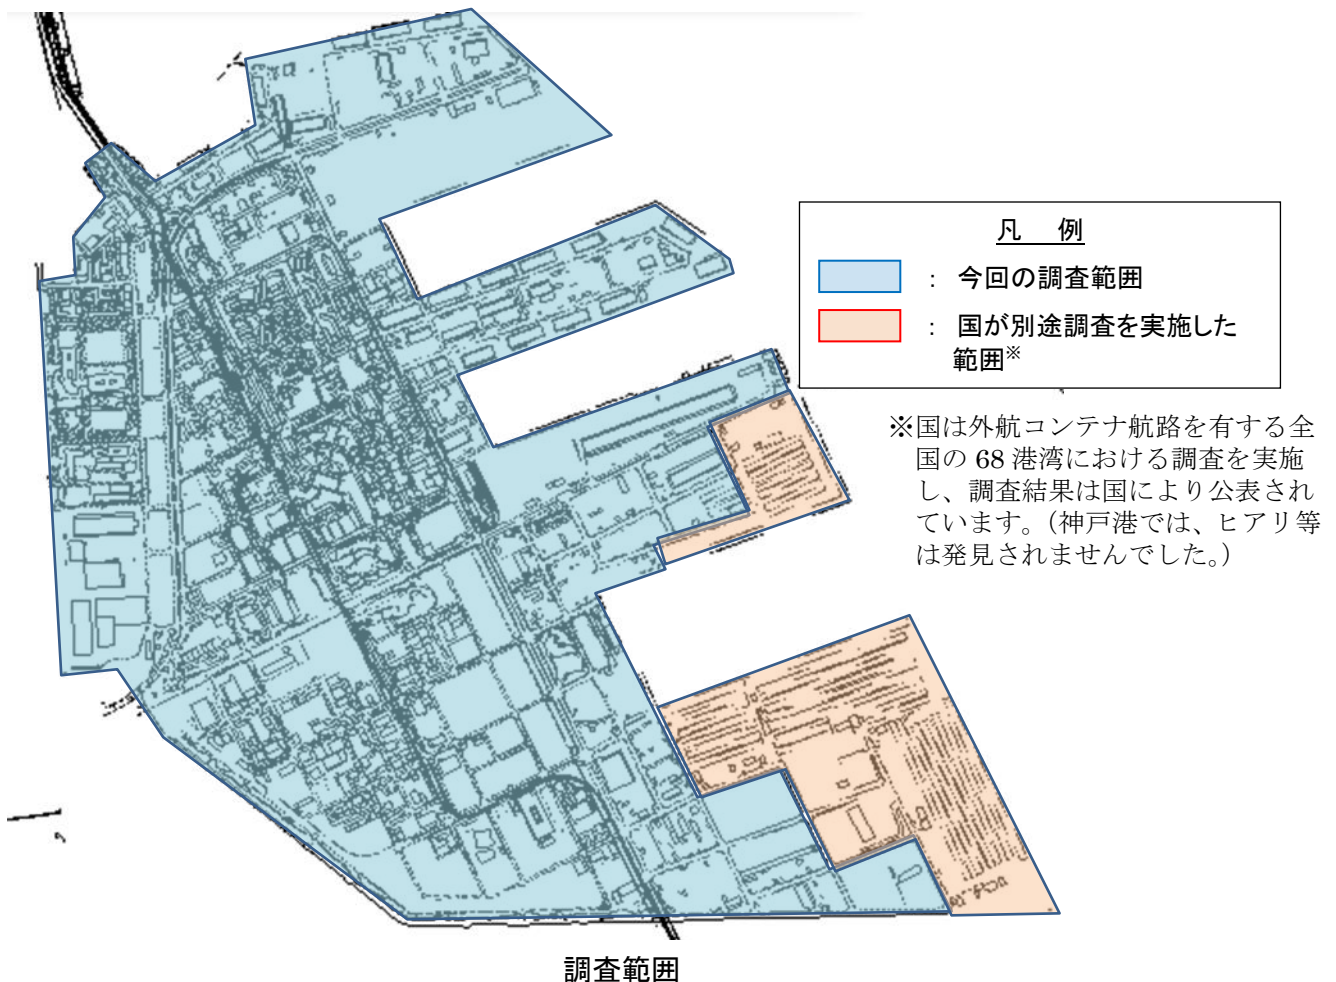 凡 例
： 今回の調査範囲
： 国が別途調査を実施した
範囲※
※国は外航コンテナ航路を有する全
国の 68 港湾における調査を実施
し、調査結果は国により公表され
ています。（神戸港では、ヒアリ等
は発見されませんでした。）
調査範囲